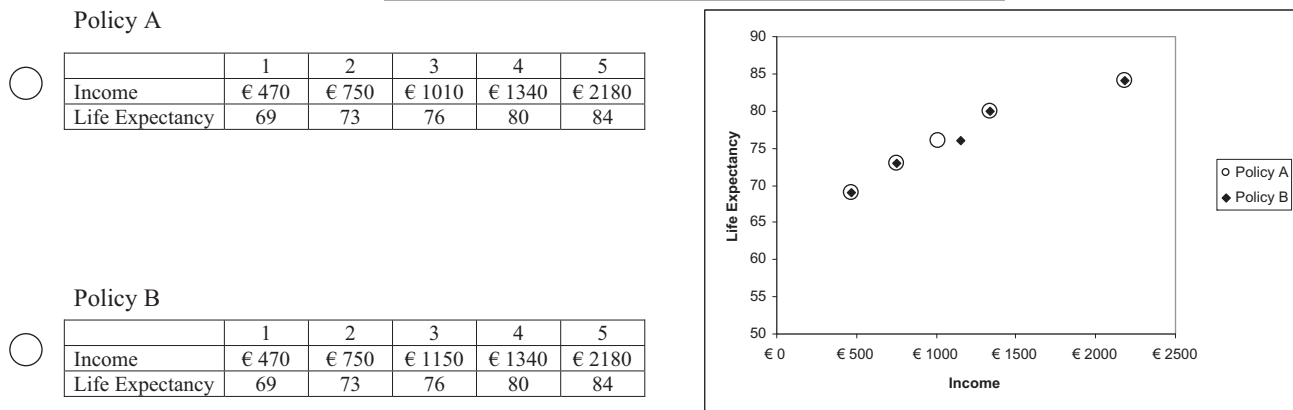 Policy A
1 2 3 4 5
Income € 470 € 750 € 1010 € 1340 € 2180
Life Expectancy 69 73 76 80 84
Policy B
1 2 3 4 5
Income € 470 € 750 € 1150 € 1340 € 2180
Life Expectancy 69 73 76 80 84
90
85
80
75
70
65
60
55
50
Life Expectancy
€ 0 € 500 € 1000 € 1500 € 2000 € 2500
Income
Policy A
Policy B